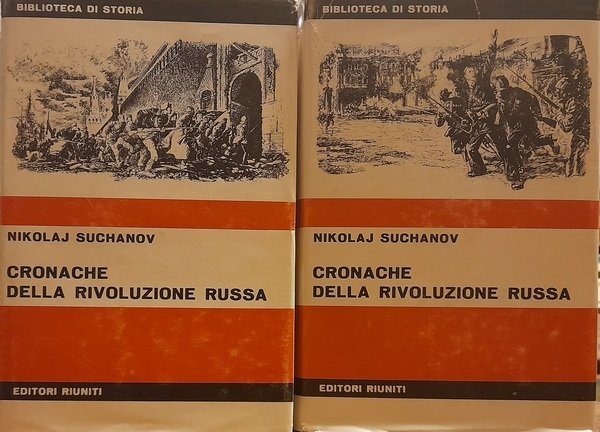 BIBLIOTECA DI STORIA
NIKOLAJ SUCHANOV
CRONACHE
DELLA RIVOLUZIONE RUSSA
EDITORI RIUNITI
BIBLIOTECA DI STORIA
NIKOLAJ SUCHANOV
CRONACHE
DELLA RIVOLUZIONE RUSSA
EDITORI RIUNITI